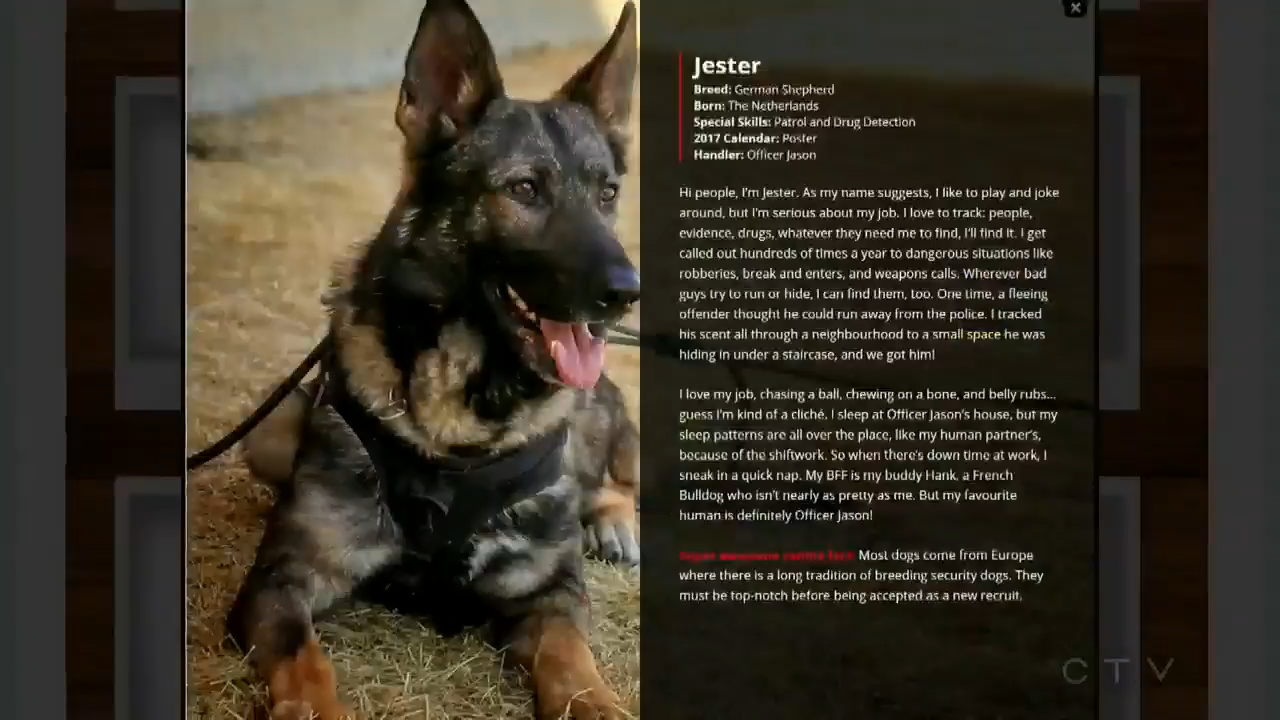 Jester
Breed: German Shepherd
Born: The Netherlands
Special Skills: Patrol and Drug Detection
2017 Calendar: Poster
Handler: Officer Jason
Hi people, I'm Jester. As my name suggests, I like to play and joke
around, but I'm serious about my job. I love to track: people,
evidence, drugs, whatever they need me to find, I'll find it. I get
called out hundreds of times a year to dangerous situations like
robberies, break and enters, and weapons calls. Wherever bad
guys try to run or hide, I can find them, too. One time, a fleeing
offender thought he could run away from the police. I tracked
his scent all through a neighbourhood to a small space he was
hiding in under a staircase, and we got him!
I love my job, chasing a ball, chewing on a bone, and belly rubs...
guess I'm kind of a cliché. I sleep at Officer Jason's house, but my
sleep patterns are all over the place, like my human partner's,
because of the shiftwork. So when there's down time at work, I
sneak in a quick nap. My BFF is my buddy Hank, a French
Bulldog who isn't nearly as pretty as me. But my favourite
human is definitely Officer Jason!
Super awesome canine fact: Most dogs come from Europe
where there is a long tradition of breeding security dogs. They
must be top-notch before being accepted as a new recruit.
CTV